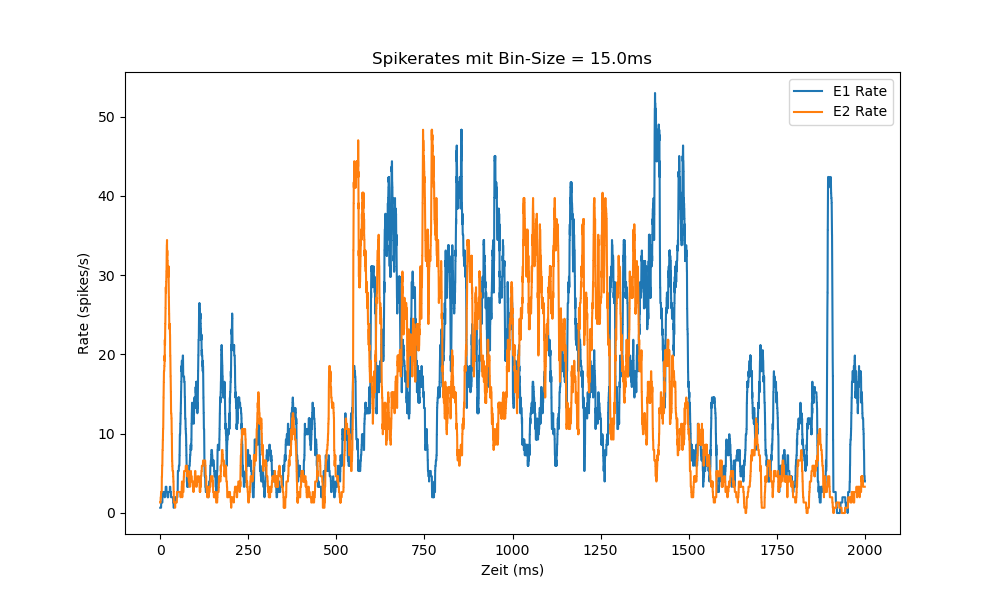 Spikerates mit Bin-Size = 15.0ms
E1 Rate
E2 Rate
Rate (spikes/s)
50
40
30
20
10
0
0 250 500 750 1000 1250 1500 1750 2000
Zeit (ms)